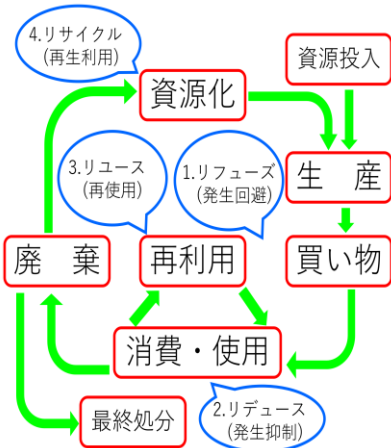 4.リサイクル
(再生利用)
資源投入
資源化
3.リユース
(再使用)
1.リフューズ
(発生回避)
生　産
廃　棄
再利用
買い物
消費・使用
最終処分
2.リデュース
(発生抑制)